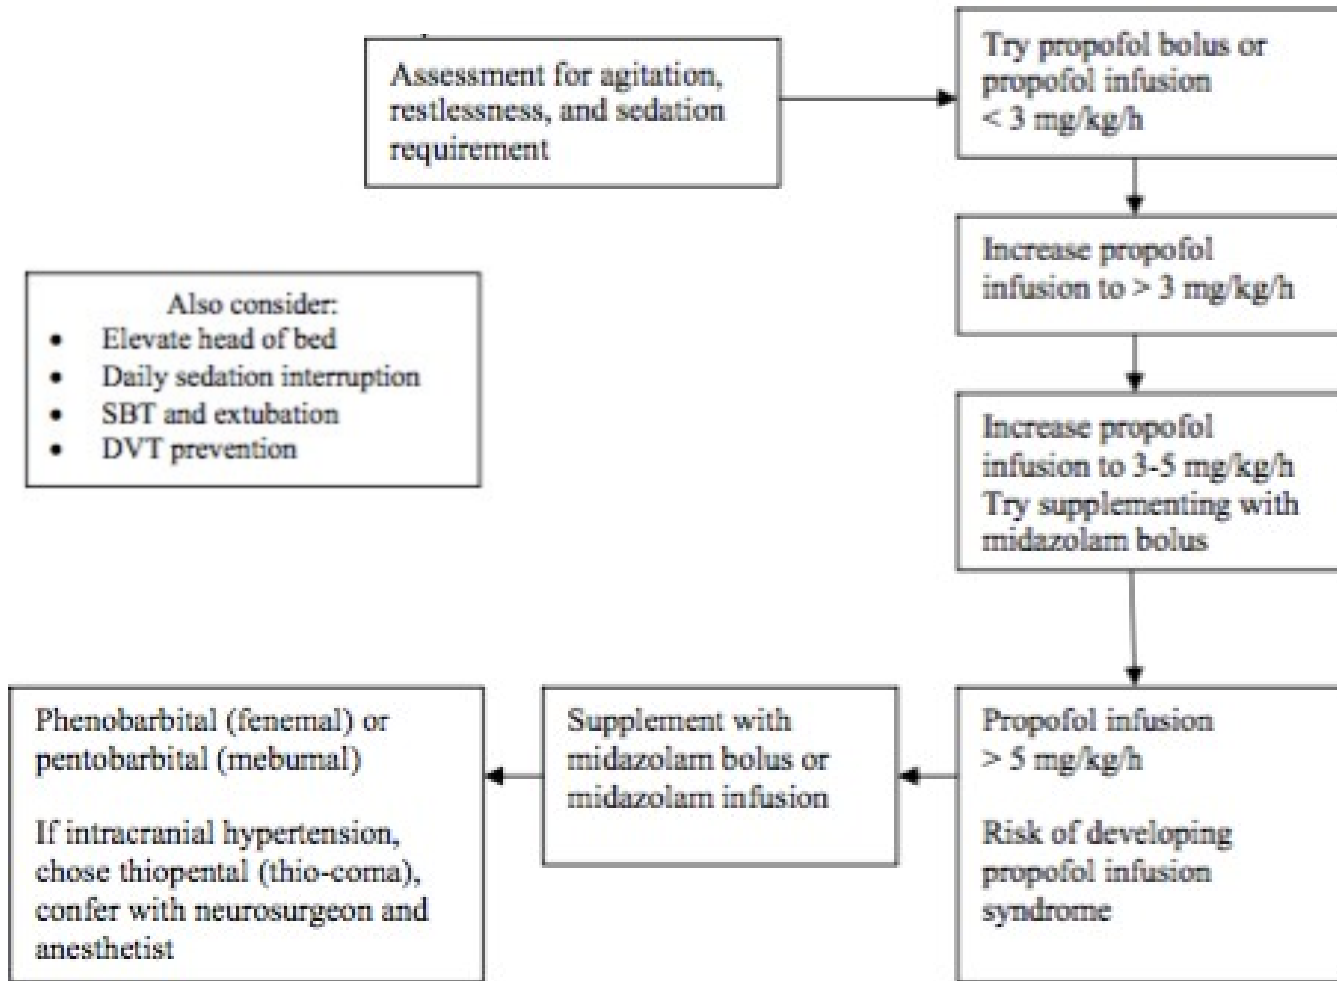 Assessment for agitation,
restlessness, and sedation
requirement
Try propofol bolus or
propofol infusion
< 3 mg/kg/h
Increase propofol
infusion to > 3 mg/kg/h
Also consider:
• Elevate head of bed
• Daily sedation interruption
• SBT and extubation
• DVT prevention
Increase propofol
infusion to 3-5 mg/kg/h
Try supplementing with
midazolam bolus
Propofol infusion
> 5 mg/kg/h
Risk of developing
propofol infusion
syndrome
Supplement with
midazolam bolus or
midazolam infusion
Phenobarbital (fenemal) or
pentobarbital (mebumal)
If intracranial hypertension,
chose thiopental (thio-coma),
confer with neurosurgeon and
anesthetist